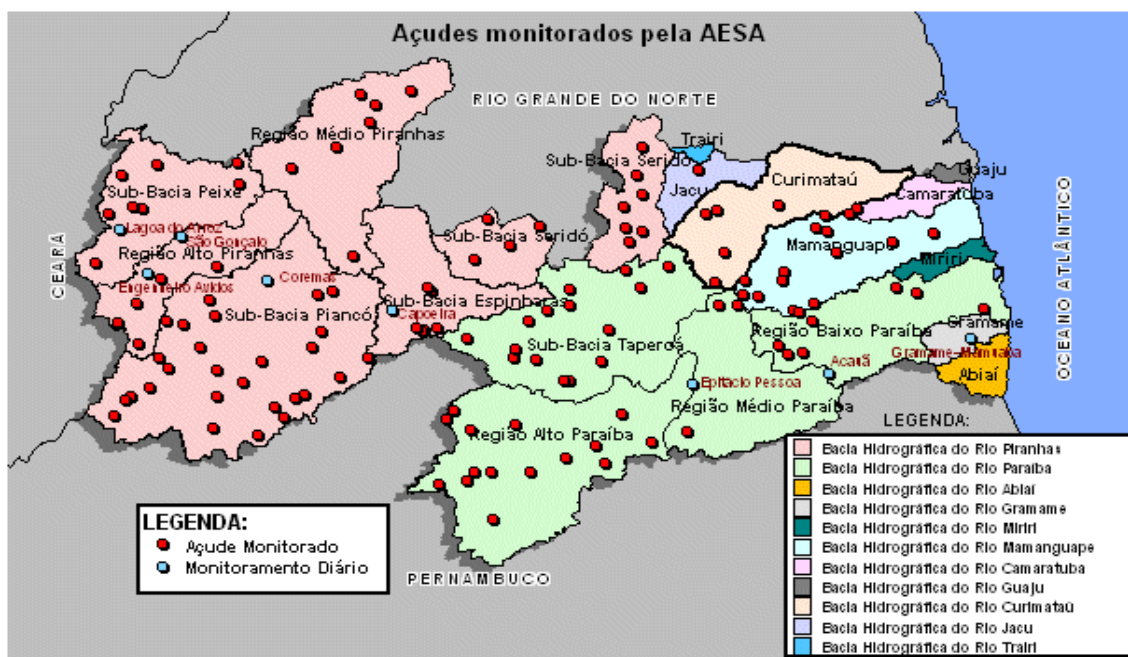 Açudes monitorados pela AESA
RIO GRANDE DO NORTE
Região Médio Piranhas
Trairi
Sub-Bacia Seridó
Guaju
Jacu
Curimataú
Sub-Bacia Peixe
Camaratuba
Lagoa do Arroz
São Gonçalo
Sub-Bacia Seridó
Mamanguape
Região Alto Piranhas
Miriri
CEARÁ
Coremas
Engenheiro Avidos
Sub-Bacia Espinharas
OCEANO ATLÂNTICO
Capoeira
Sub-Bacia Piancó
Região Baixo Paraíba
Gramame
Sub-Bacia Taperoá
Gramame-Mamuaba
Acauã
Abiaí
Epitácio Pessoa
Região Médio Paraíba
Região Alto Paraíba
LEGENDA:
Bacia Hidrográfica do Rio Piranhas
Bacia Hidrográfica do Rio Paraíba
Bacia Hidrográfica do Rio Abiaí
Bacia Hidrográfica do Rio Gramame
Bacia Hidrográfica do Rio Miriri
Bacia Hidrográfica do Rio Mamanguape
Bacia Hidrográfica do Rio Camaratuba
Bacia Hidrográfica do Rio Guaju
Bacia Hidrográfica do Rio Curimataú
Bacia Hidrográfica do Rio Jacu
Bacia Hidrográfica do Rio Trairi
LEGENDA:
Açude Monitorado
Monitoramento Diário
PERNAMBUCO